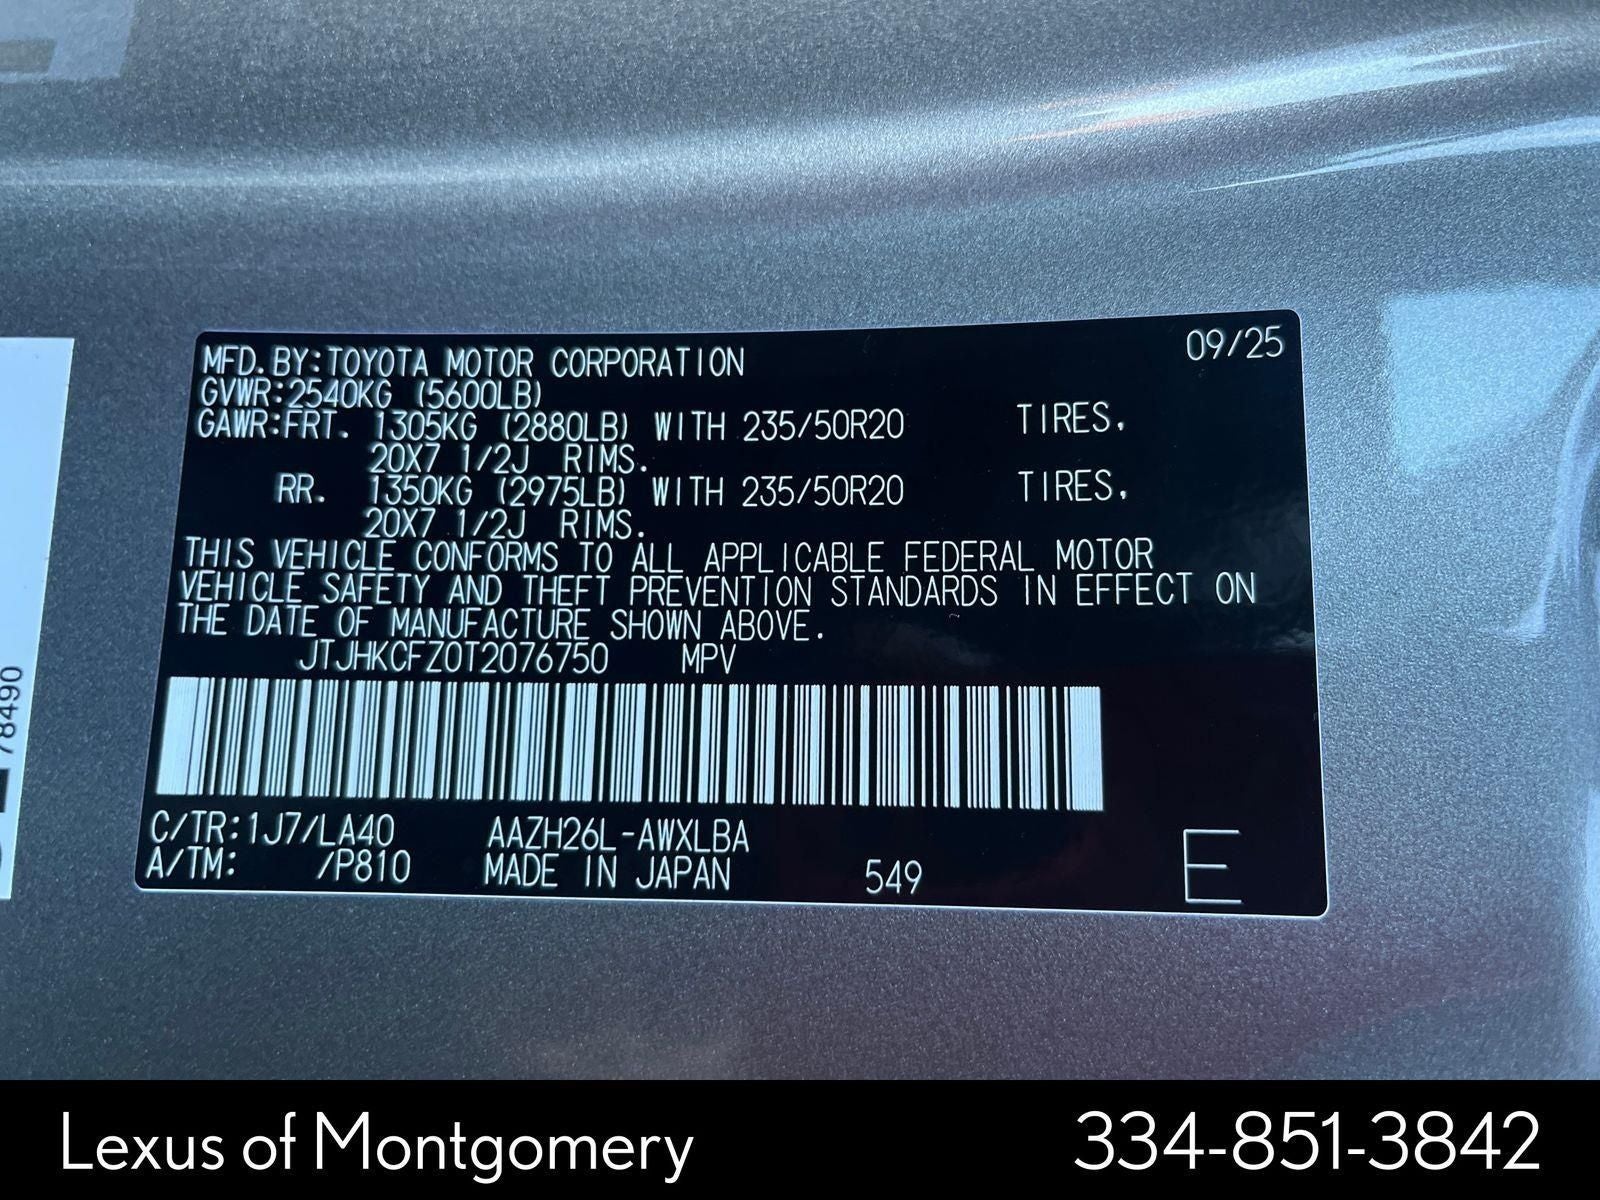 09/25
MFD.BY:TOYOTA MOTOR CORPORATION
GVWR:2540KG (5600LB)
GAWR:FRT. 1305KG (2880LB) WITH 235/50R20 TIRES.
20X7 1/2J RIMS.
RR. 1350KG (2975LB) WITH 235/50R20 TIRES.
20X7 1/2J RIMS.
THIS VEHICLE CONFORMS TO ALL APPLICABLE FEDERAL MOTOR
VEHICLE SAFETY AND THEFT PREVENTION STANDARDS IN EFFECT ON
THE DATE OF MANUFACTURE SHOWN ABOVE.
JTJHKCFZ0T2076750 MPV
C/TR:1J7/LA40 AAZH26L-AWXLBA
A/TM: /P810 MADE IN JAPAN 549 E
78490
Lexus of Montgomery 334-851-3842